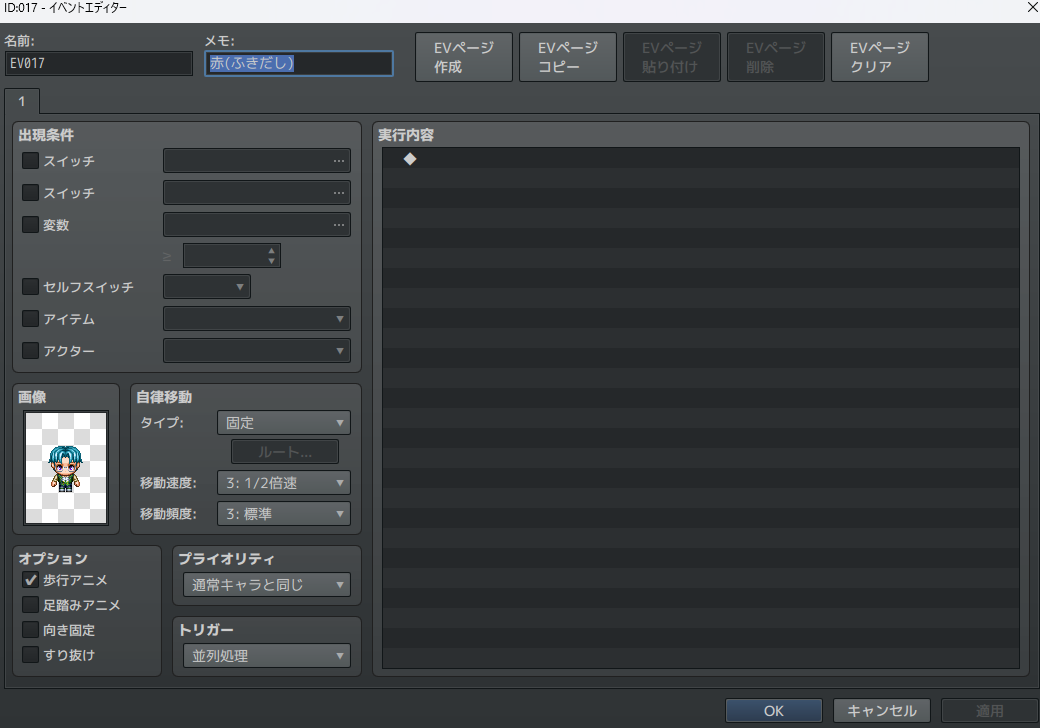 ID:017 - イベントエディター
名前:
メモ:
EV017
赤(ふきだし)
EVページ
作成
EVページ
コピー
EVページ
貼り付け
EVページ
削除
EVページ
クリア
1
出現条件
スイッチ
...
スイッチ
...
変数
...
≥
セルフスイッチ
アイテム
アクター
画像
自律移動
タイプ:
固定
ルート...
移動速度:
3: 1/2倍速
移動頻度:
3: 標準
オプション
歩行アニメ
足踏みアニメ
向き固定
すり抜け
プライオリティ
通常キャラと同じ
トリガー
並列処理
実行内容
◆
OK
キャンセル
適用